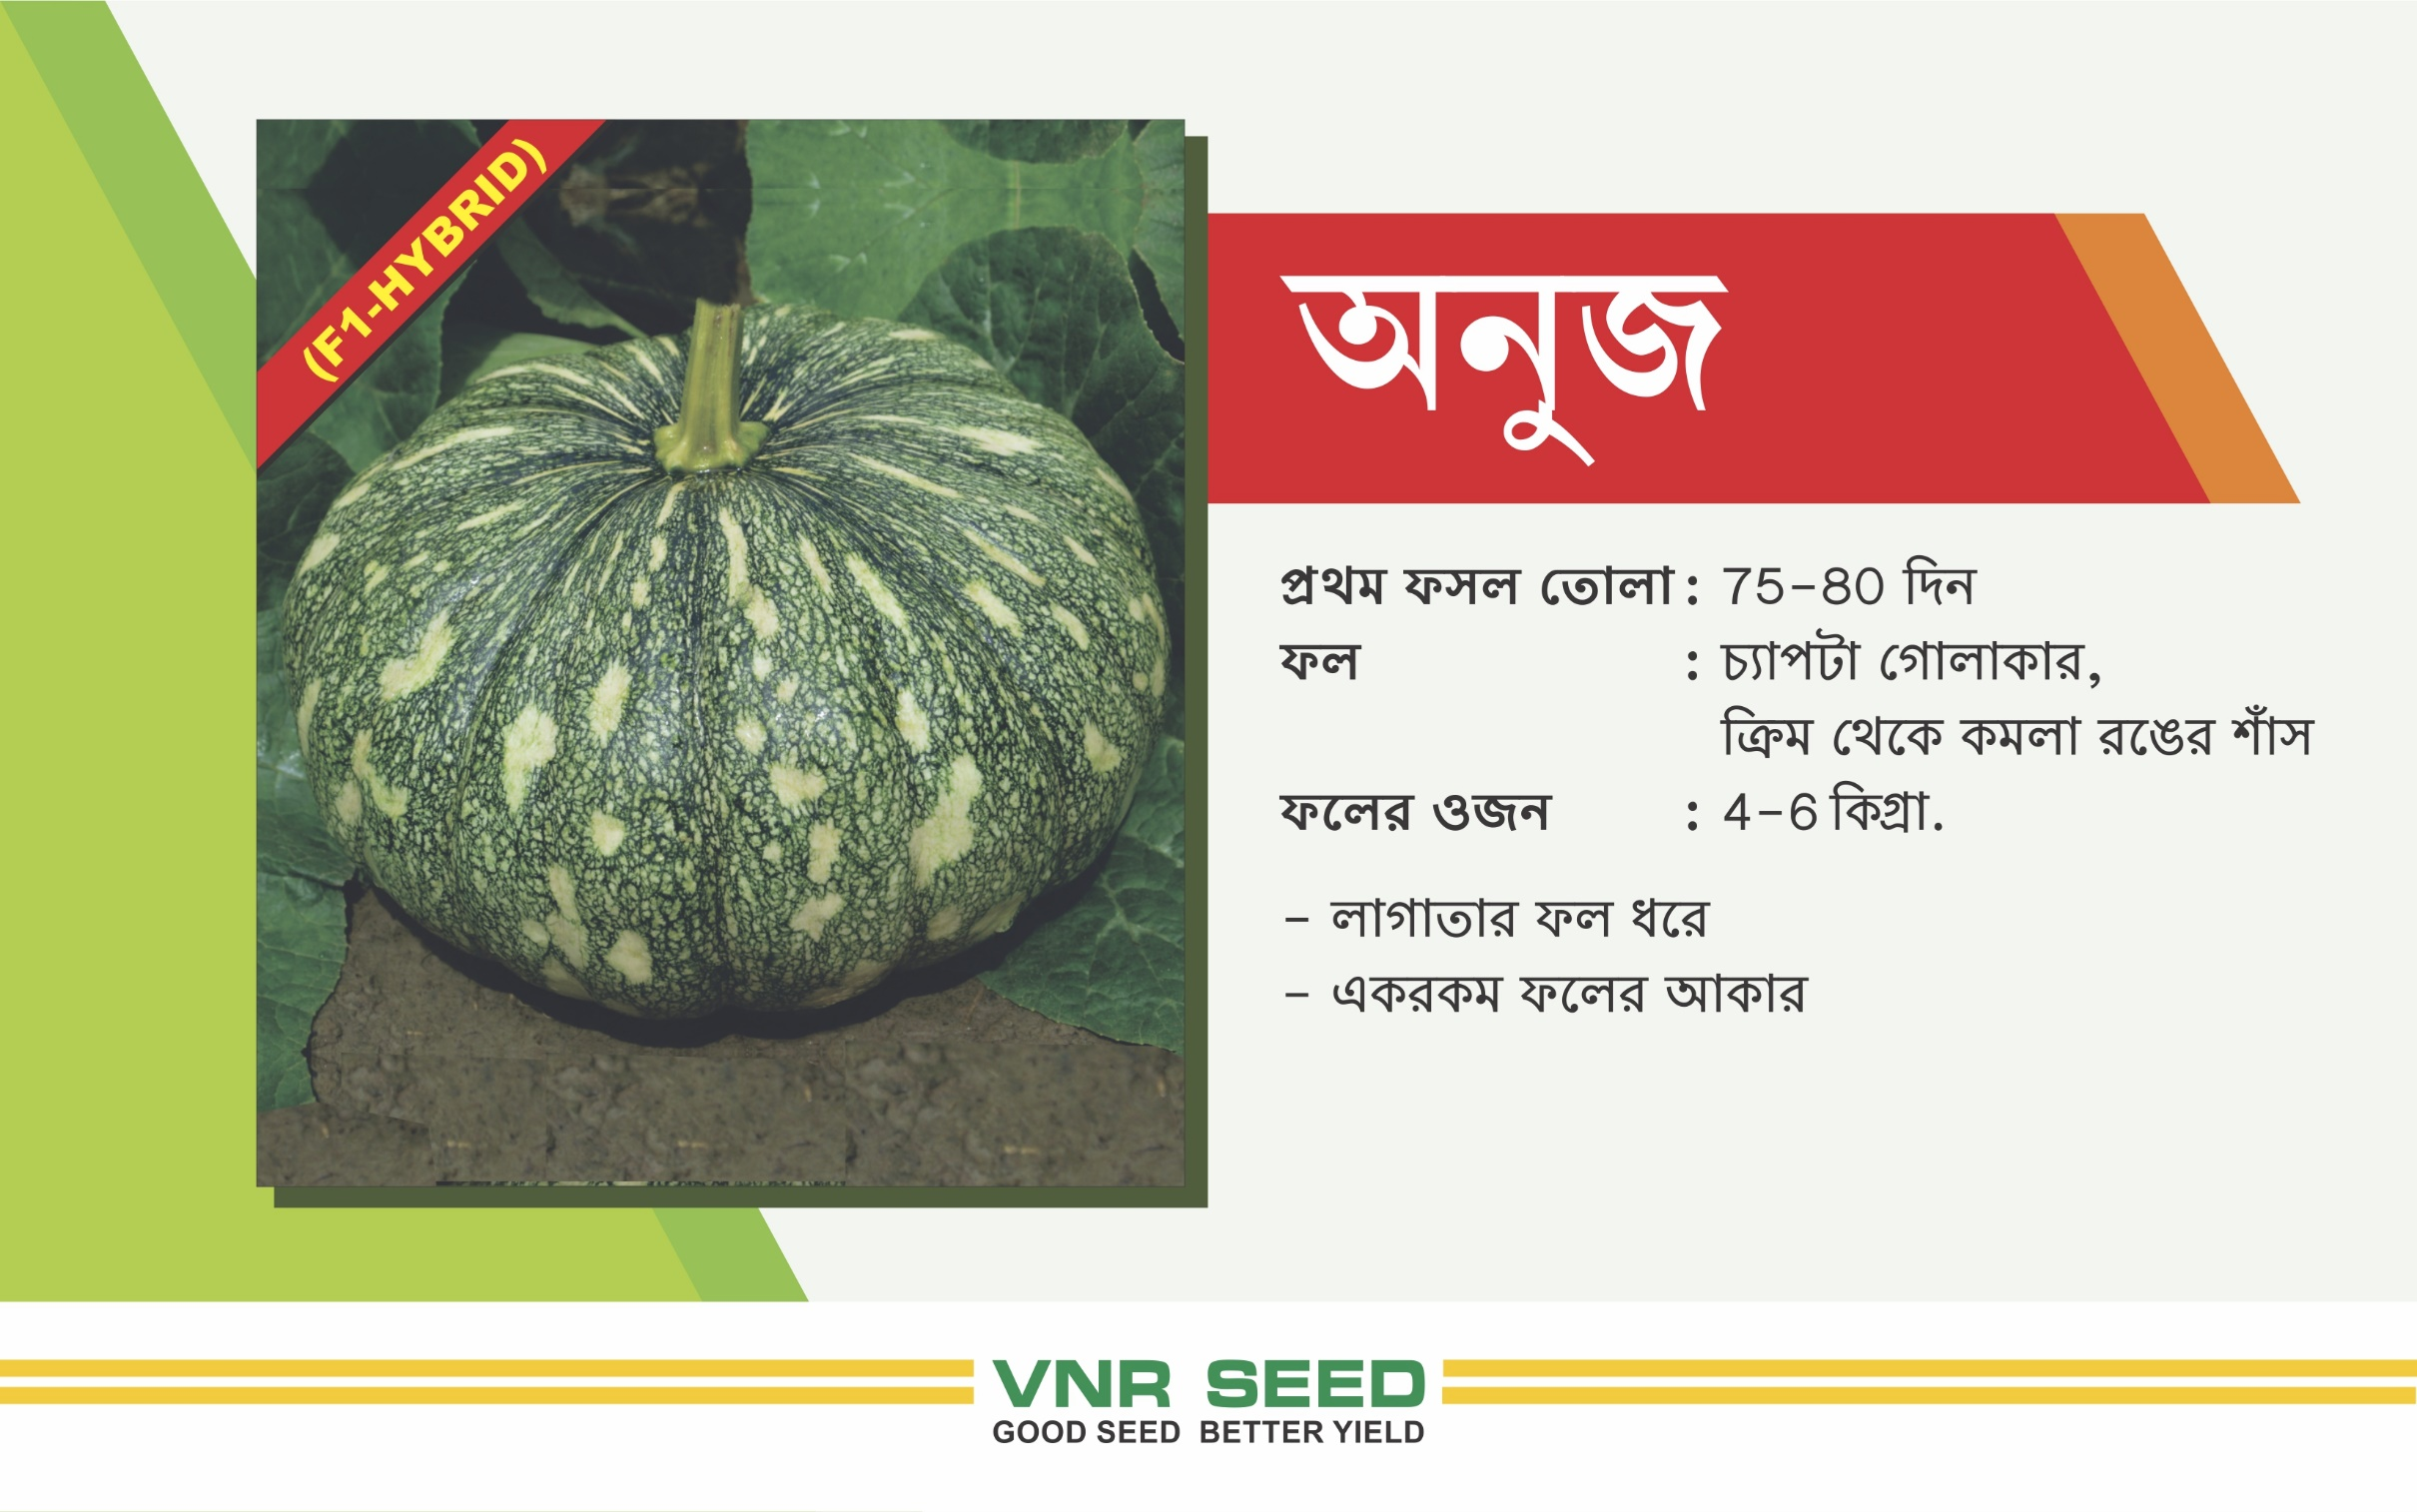 (F1-HYBRID))
অনুজ
প্রথম ফসল তোলা : 75-80 দিন
ফল : চ্যাপটা গোলাকার,
ক্রিম থেকে কমলা রঙের শাঁস
ফলের ওজন : 4-6 কিগ্রা.
- লাগাতার ফল ধরে
- একরকম ফলের আকার
VNR SEED
GOOD SEED BETTER YIELD